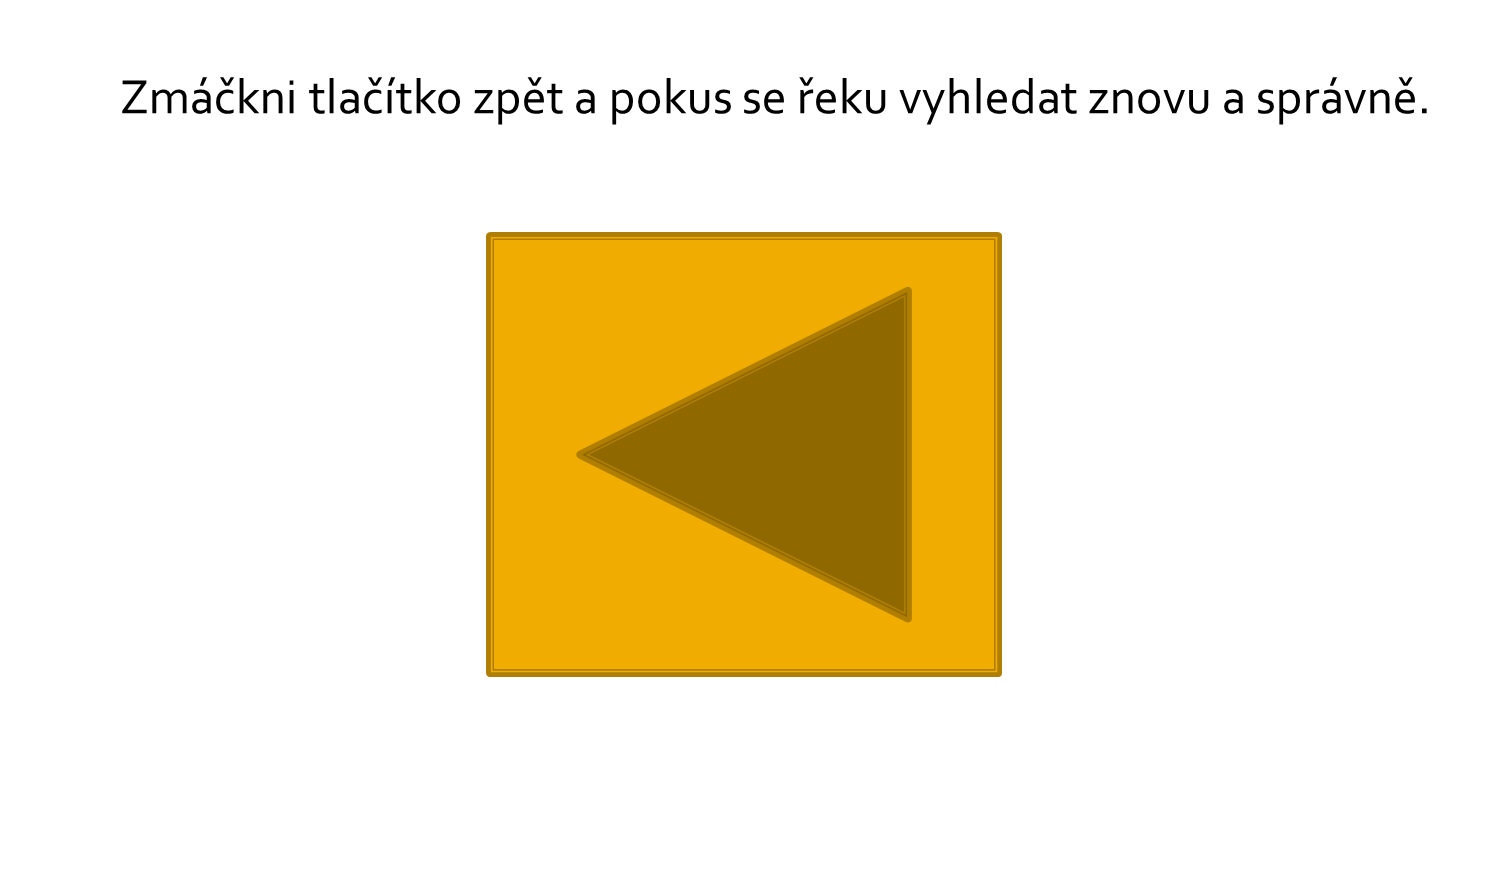 Zmáčkni tlačítko zpět a pokus se řeku vyhledat znovu a správně.